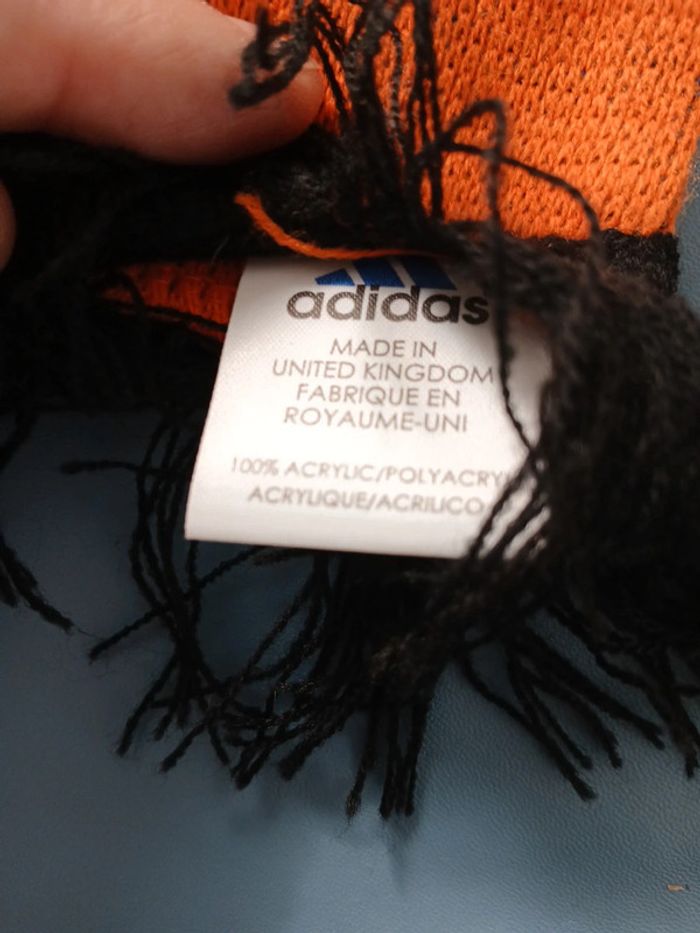 adidas
MADE IN
UNITED KINGDOM
FABRIQUE EN
ROYAUME-UNI
100% ACRYLIC/POLYACRY
ACRYLIQUE/ACRILICO